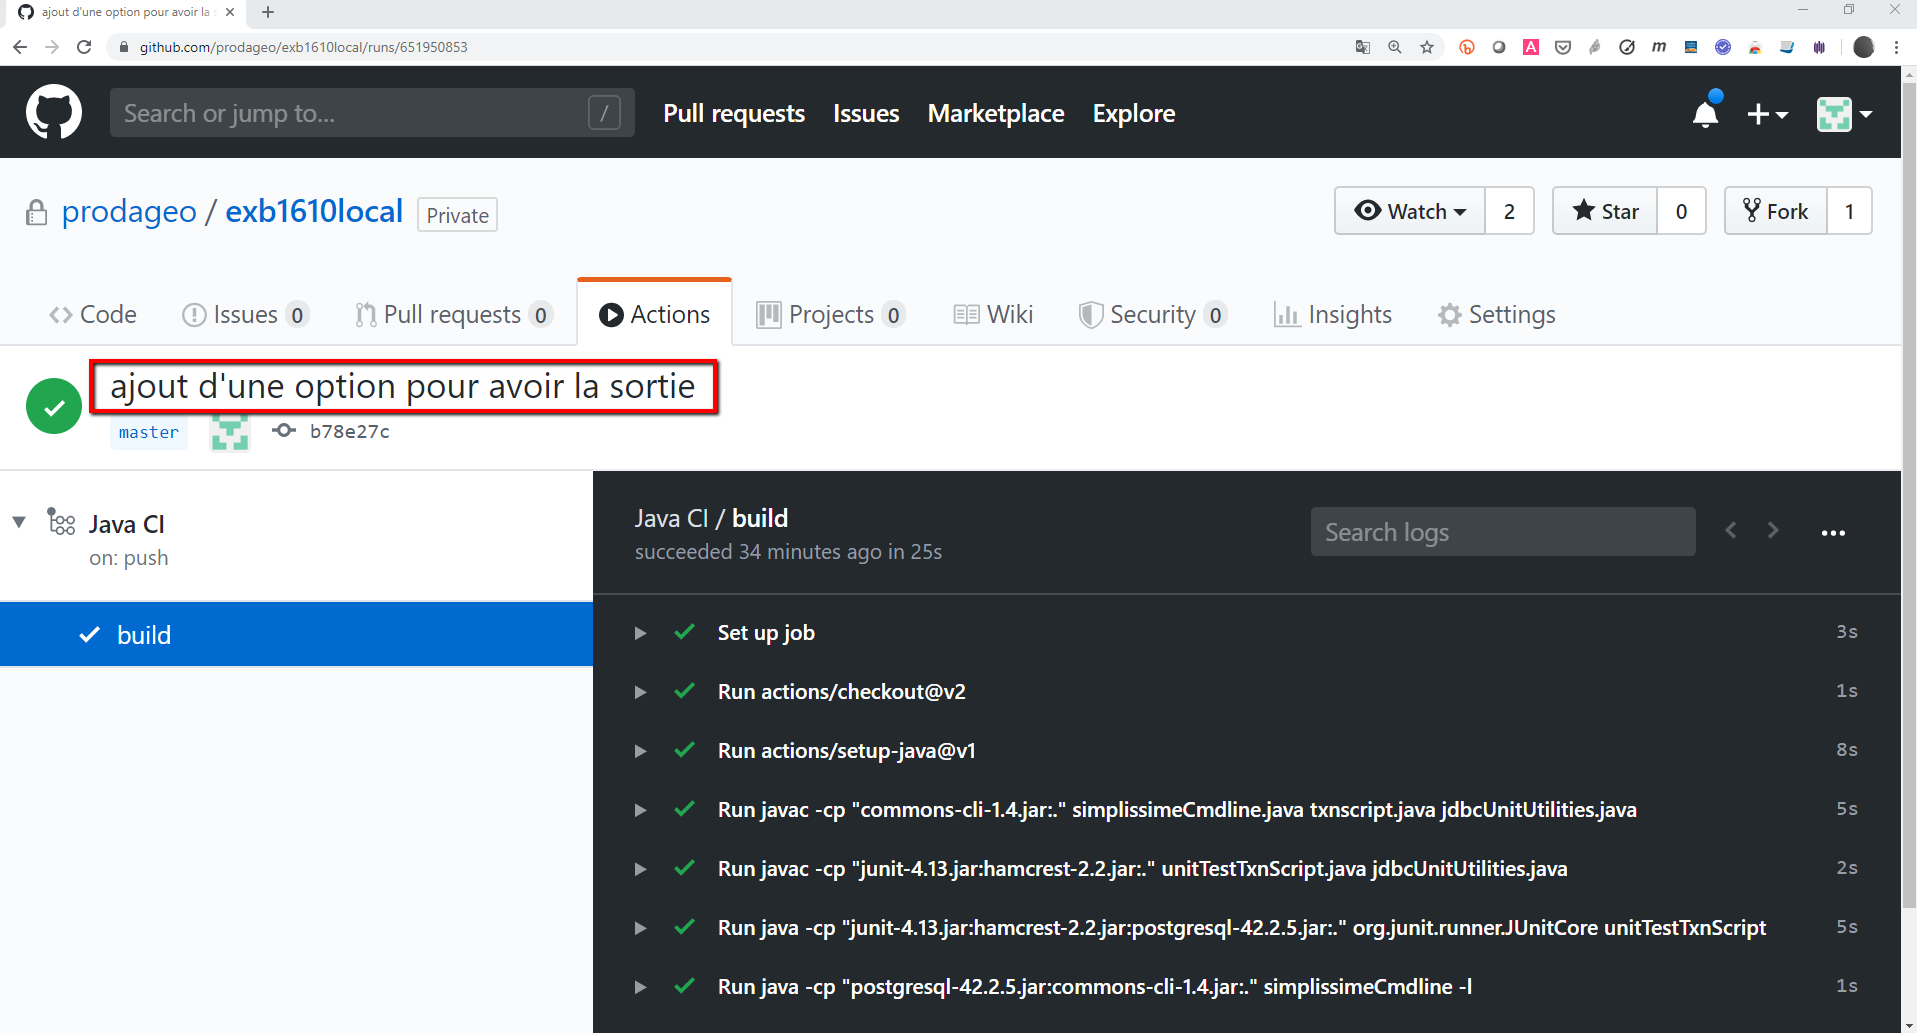 ajout d'une option pour avoir la
github.com/prodageo/exb1610local/runs/651950853
Search or jump to... /
Pull requests Issues Marketplace Explore
prodageo / exb1610local Private
Watch 2 Star 0 Fork 1
Code Issues 0 Pull requests 0 Actions Projects 0 Wiki Security 0 Insights Settings
ajout d'une option pour avoir la sortie
master b78e27c
Java CI
on: push
build
Java CI / build
succeeded 34 minutes ago in 25s
Search logs
Set up job 3s
Run actions/checkout@v2 1s
Run actions/setup-java@v1 8s
Run javac -cp "commons-cli-1.4.jar:." simplissimeCmdline.java txnscript.java jdbcUnitUtilities.java 5s
Run javac -cp "junit-4.13.jar:hamcrest-2.2.jar:." unitTestTxnScript.java jdbcUnitUtilities.java 2s
Run java -cp "junit-4.13.jar:hamcrest-2.2.jar:postgresql-42.2.5.jar:." org.junit.runner.JUnitCore unitTestTxnScript 5s
Run java -cp "postgresql-42.2.5.jar:commons-cli-1.4.jar:." simplissimeCmdline -l 1s